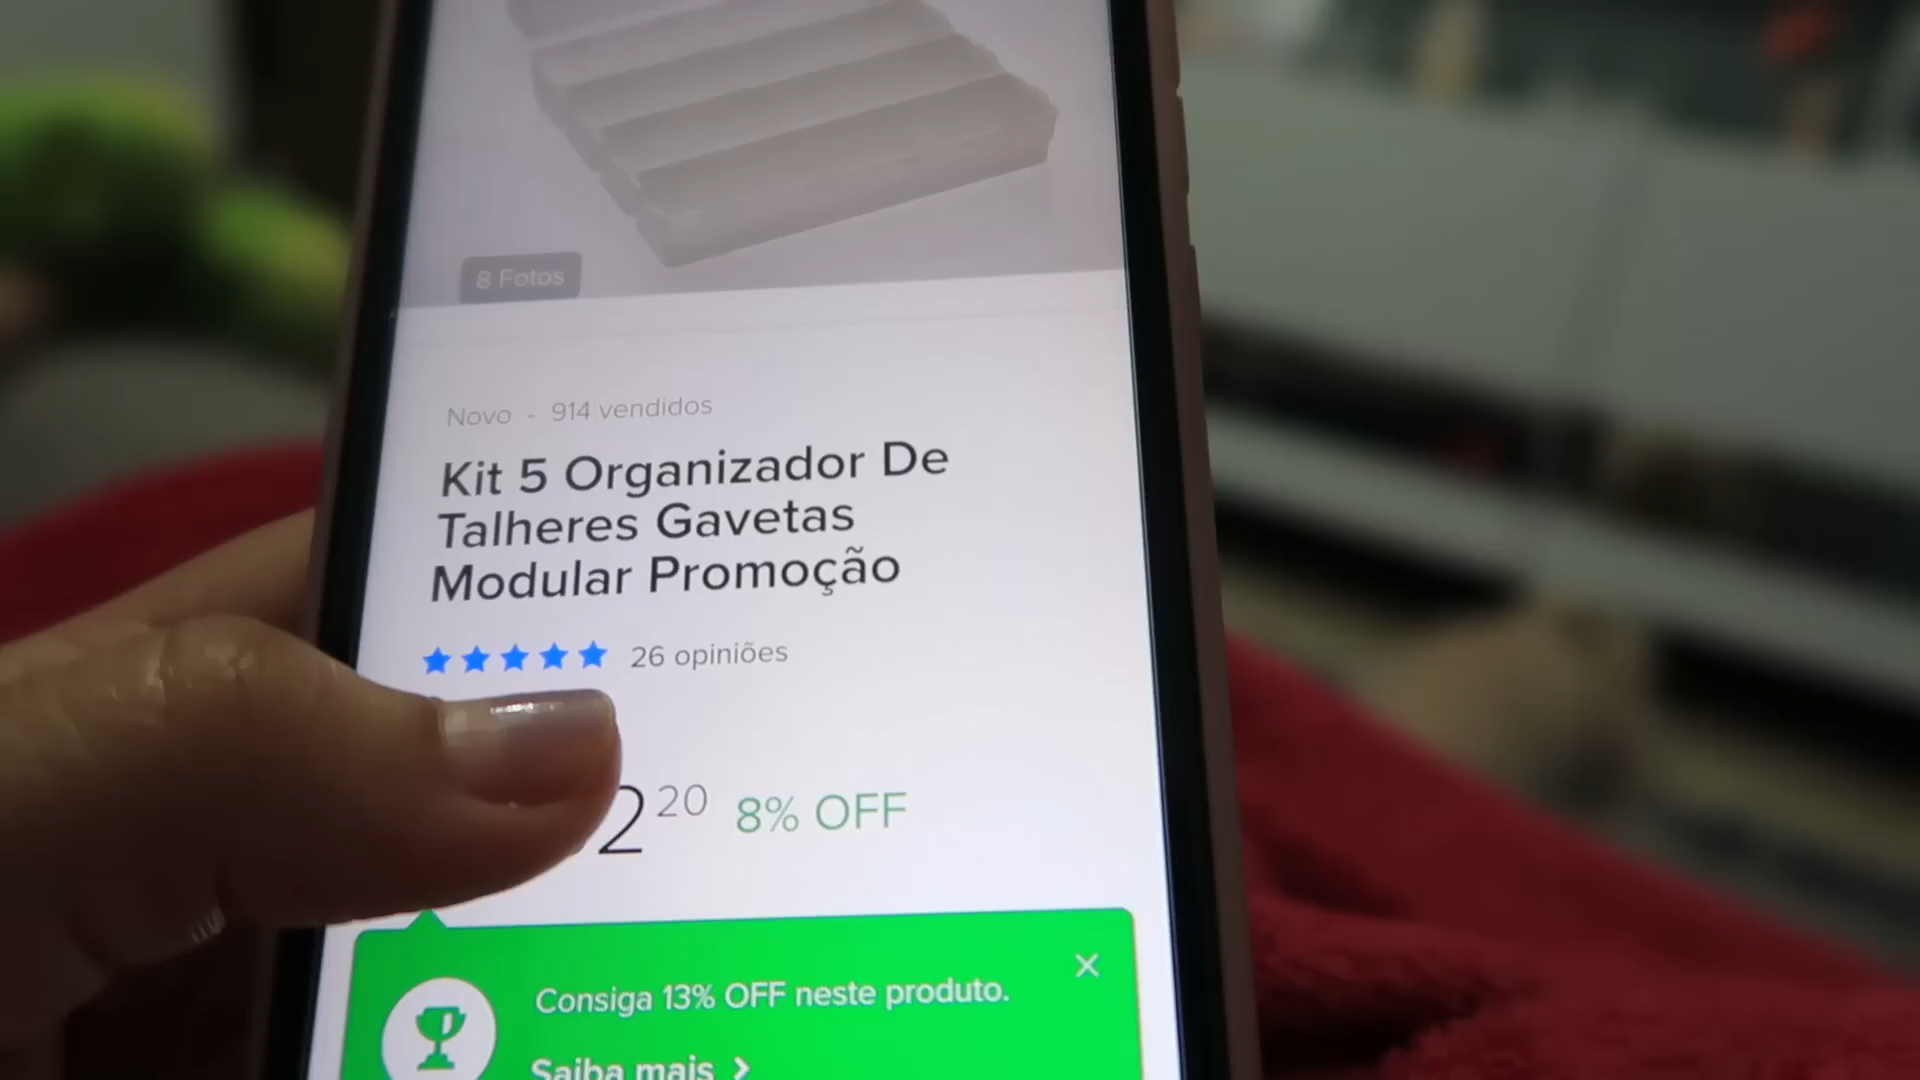 8 Fotos
Novo - 914 vendidos
Kit 5 Organizador De
Talheres Gavetas
Modular Promoção
26 opiniões
2 20 8% OFF
Consiga 13% OFF neste produto.
Saiba mais >